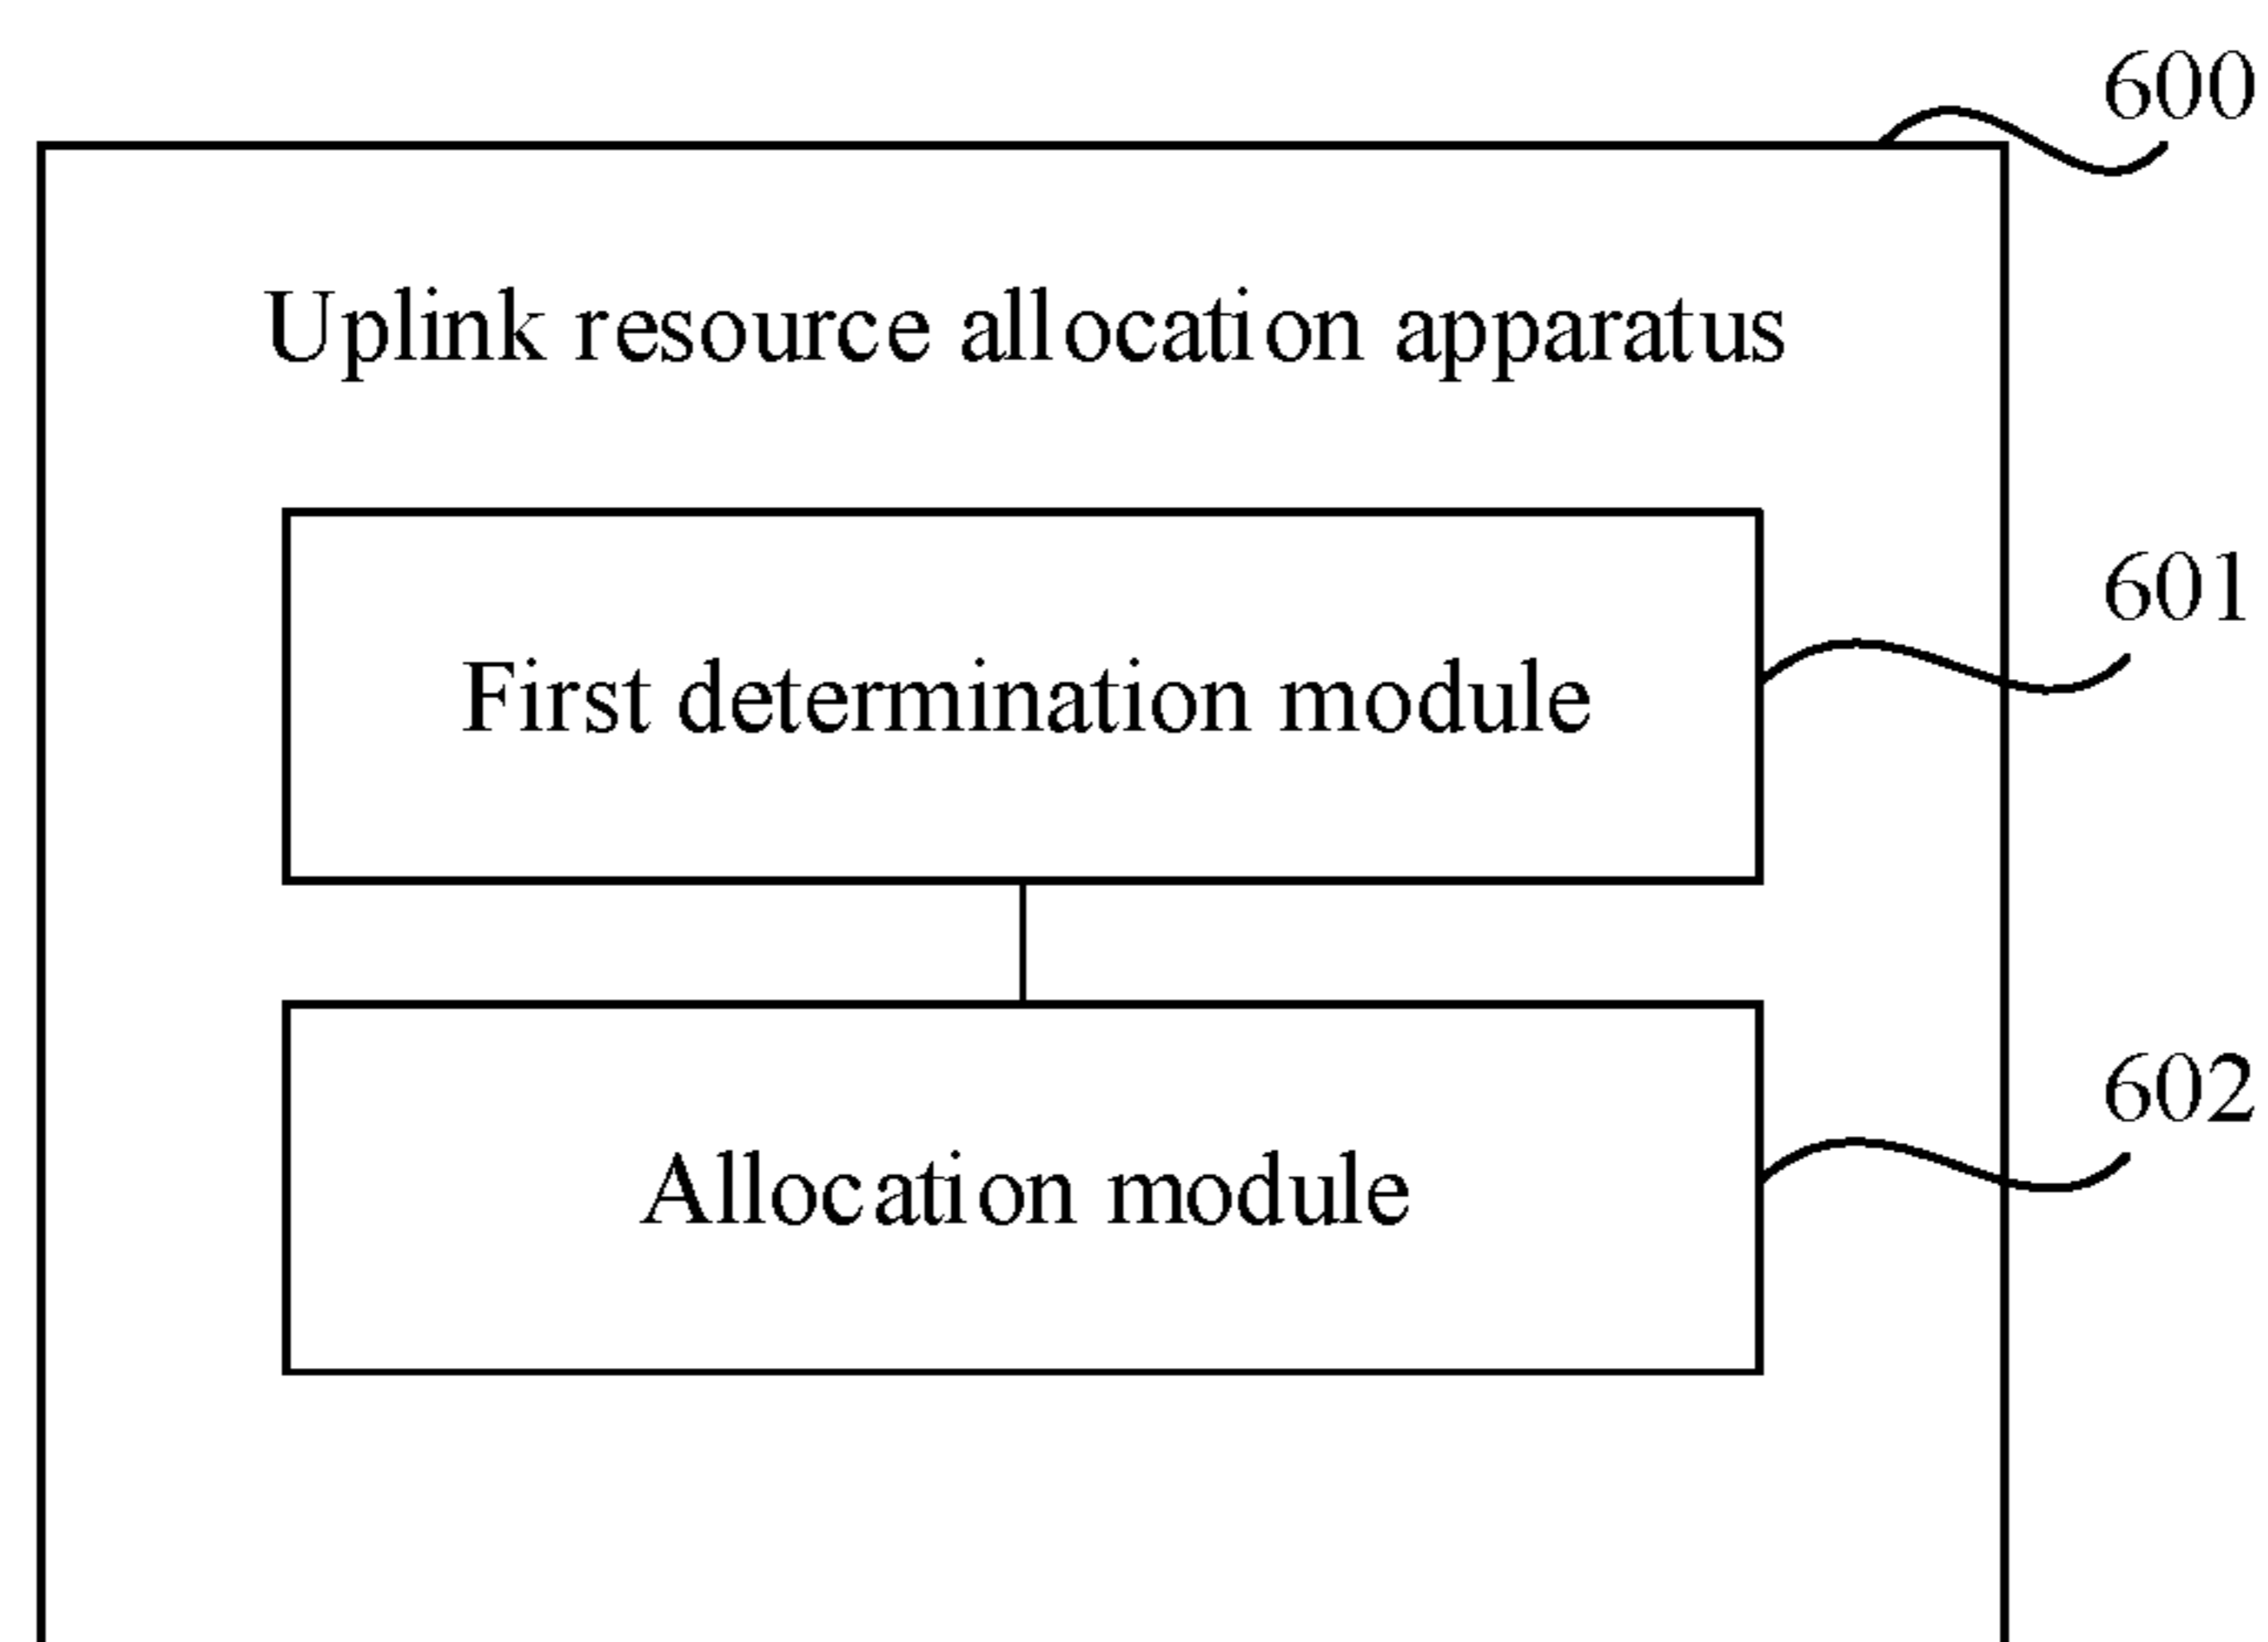 600
Uplink resource allocation apparatus
601
First determination module
602
Allocation module